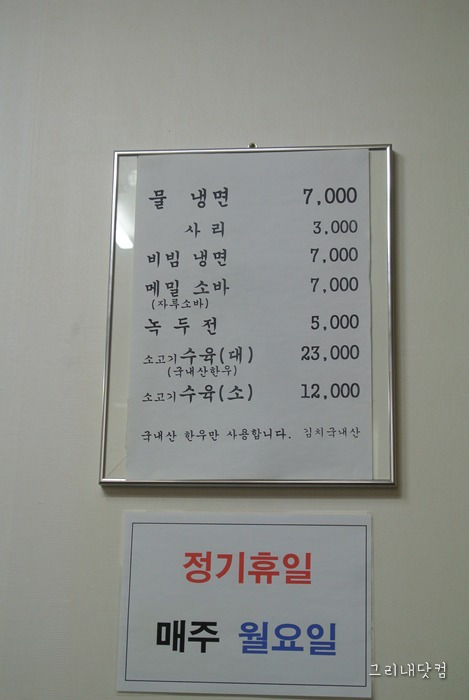 물 냉면 7,000
사리 3,000
비빔 냉면 7,000
메밀 소바 7,000
(자루소바)
녹두전 5,000
소고기수육(대) 23,000
(국내산한우)
소고기수육(소) 12,000
국내산 한우만 사용합니다. 김치국내산
정기휴일
매주 월요일
그리내닷컴